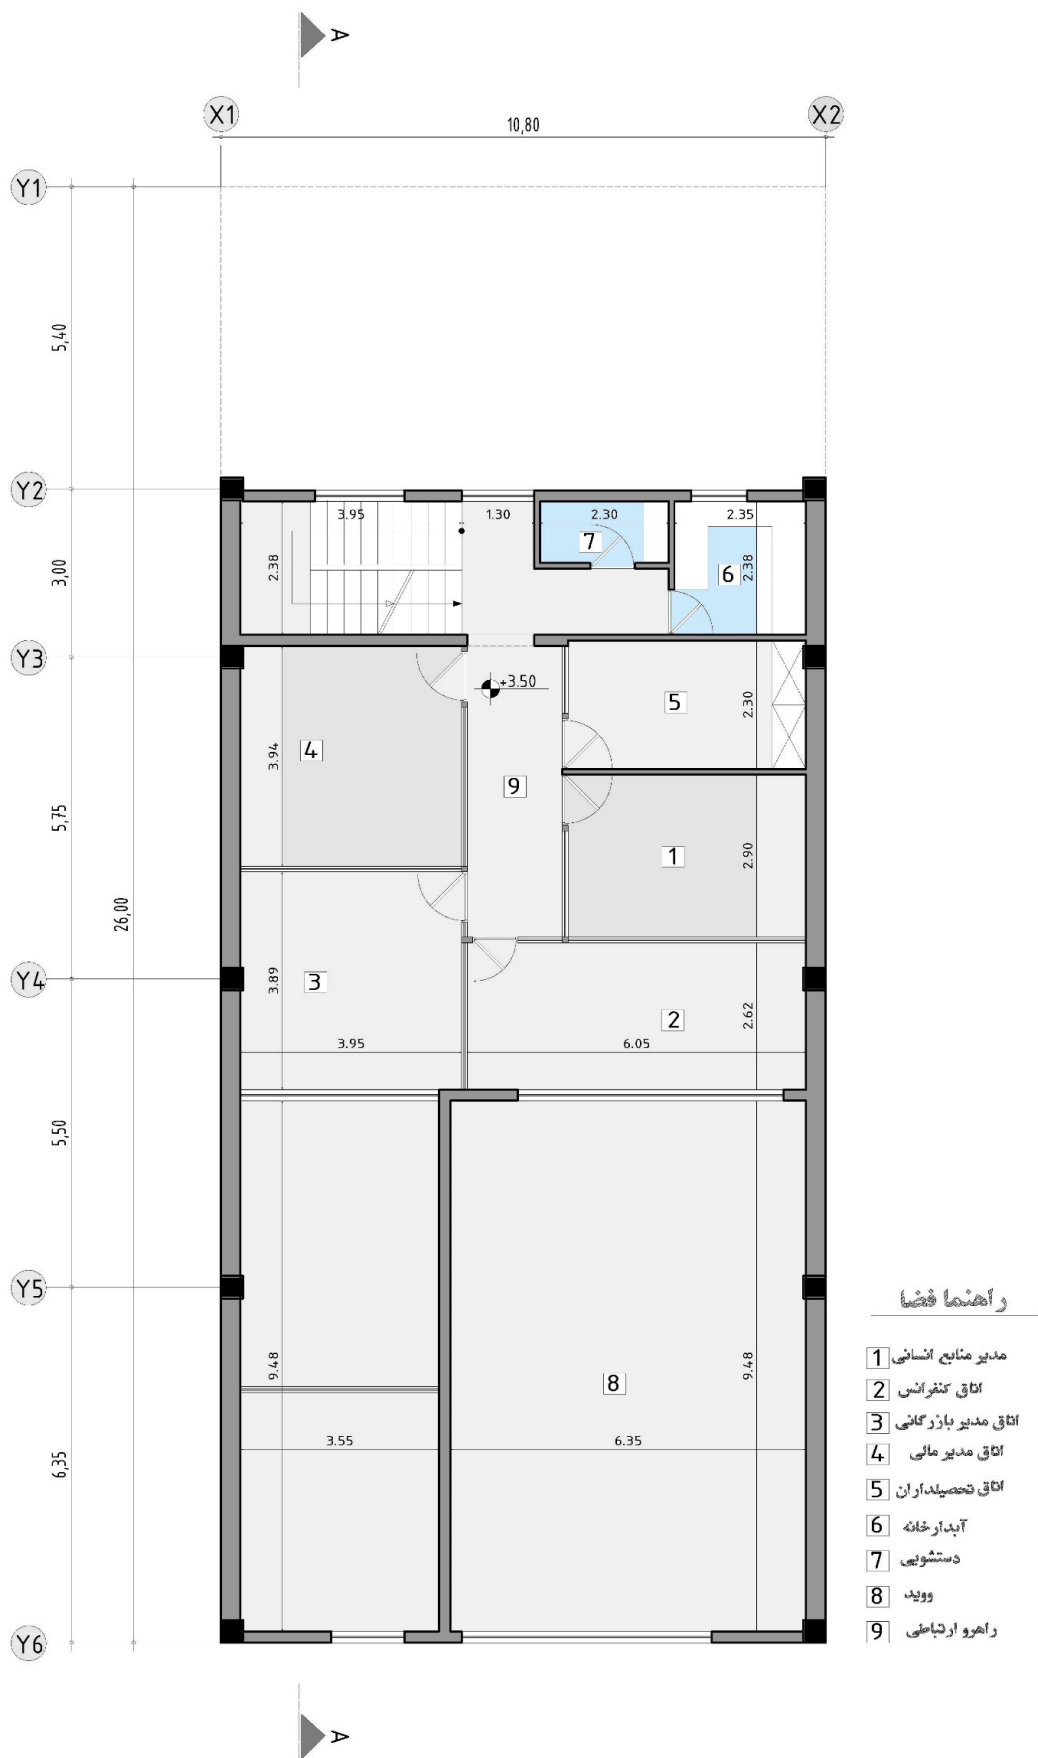 A
X1
X2
10,80
Y1
5,40
Y2
3.95
1.30
2.30
2.35
7
3,00
2.38
6
2.38
Y3
+3.50
5
2.30
4
3.94
9
5,75
1
2.90
26,00
Y4
3
3.89
2
2.62
3.95
6.05
5,50
Y5
راهنما فضا
1 مدیر منابع انسانی
2 اتاق کنفرانس
3 اتاق مدیر بازرگانی
4 اتاق مدیر مالی
5 اتاق تحصیلداران
6 آبدارخانه
7 دستشویی
8 وویید
9 راهرو ارتباطی
9.48
8
9.48
3.55
6.35
6,35
Y6
A